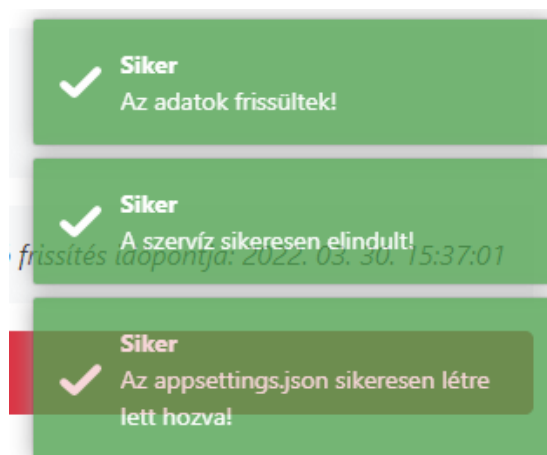 Siker
Az adatok frissültek!
Siker
A szervíz sikeresen elindult!
frissítés időpontja: 2022. 03. 30. 15:37:01
Siker
Az appsettings.json sikeresen létre
lett hozva!